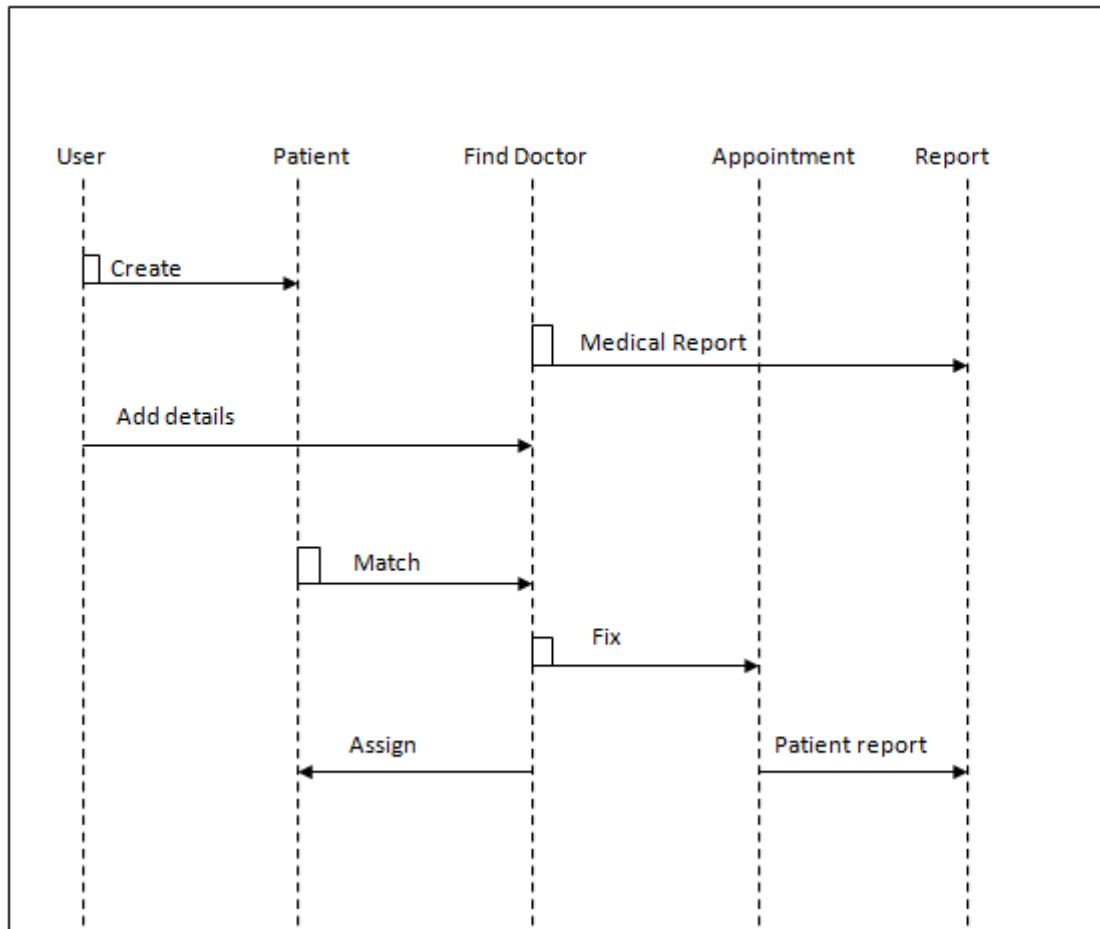 User Patient Find Doctor Appointment Report
Create
Medical Report
Add details
Match
Fix
Assign Patient report